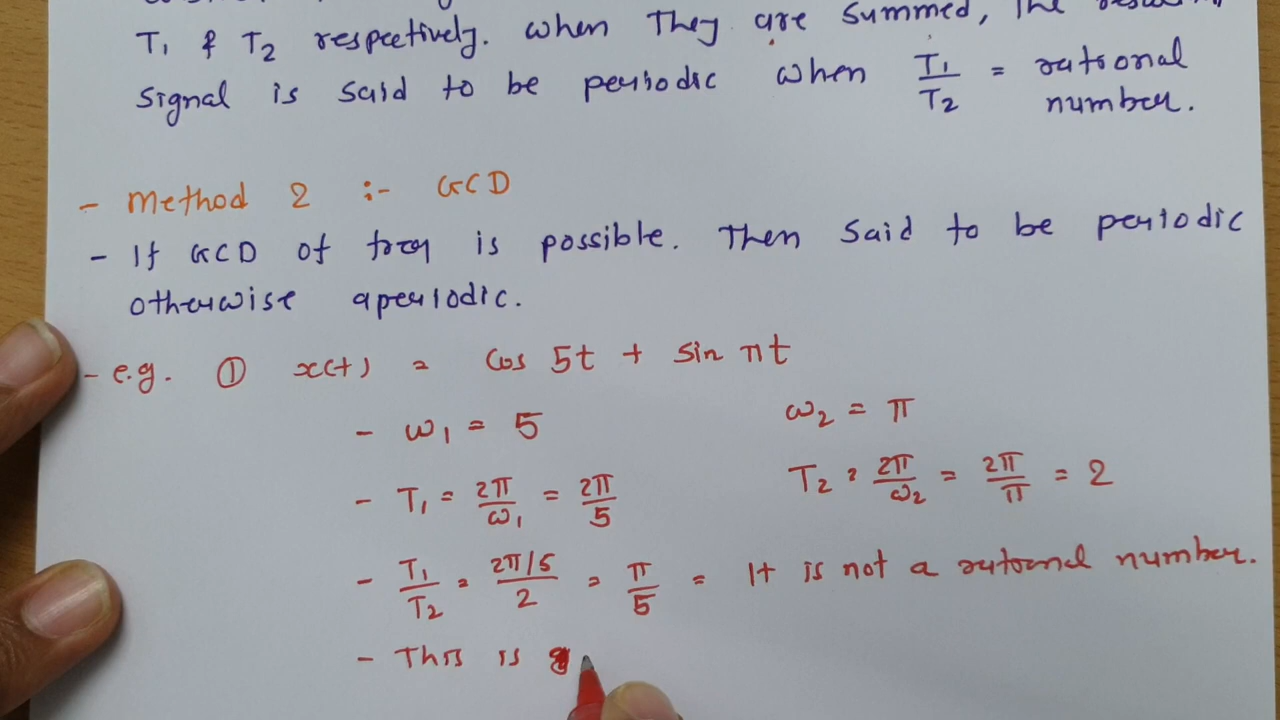 T₁ & T₂ respectively. when They are summed, The
signal is said to be periodic when T₁/T₂ = rational number.
- Method 2 :- GCD
- If GCD of freq is possible. Then said to be periodic
otherwise aperiodic.
- e.g. ① x(t) = cos 5t + sin πt
- ω₁ = 5 ω₂ = π
- T₁ = 2π/ω₁ = 2π/5 T₂ = 2π/ω₂ = 2π/π = 2
- T₁/T₂ = 2π/5/2 = π/5 = It is not a rational number.
- This is